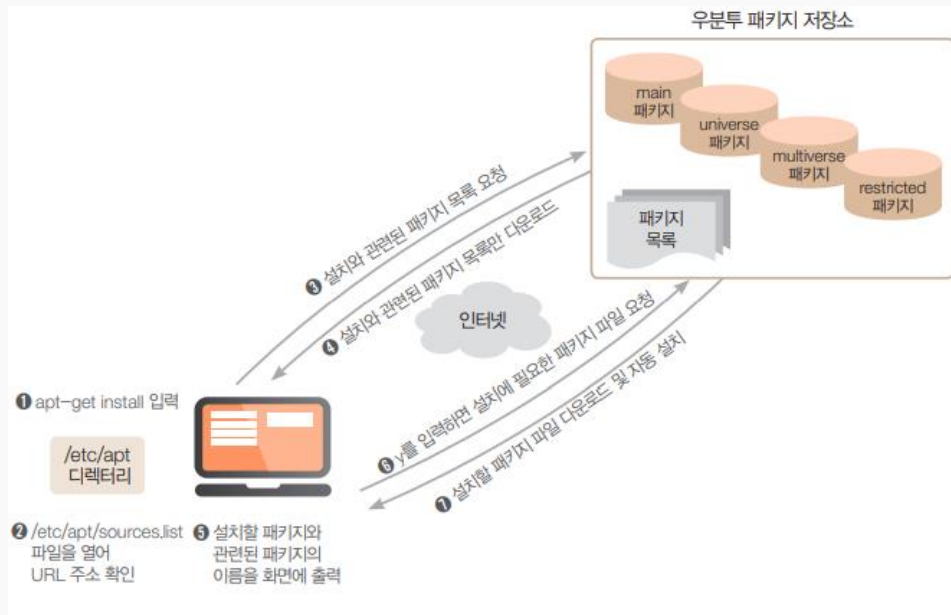 우분투 패키지 저장소
main
패키지
universe
패키지
multiverse
패키지
restricted
패키지
패키지
목록
❸ 설치와 관련된 패키지 목록 요청
❹ 설치와 관련된 패키지 목록만 다운로드
인터넷
❻ y를 입력하면 설치에 필요한 패키지 파일 요청
❼ 설치할 패키지 파일 다운로드 및 자동 설치
❶ apt-get install 입력
/etc/apt
디렉터리
❷ /etc/apt/sources.list
파일을 열어
URL 주소 확인
❺ 설치할 패키지와
관련된 패키지의
이름을 화면에 출력